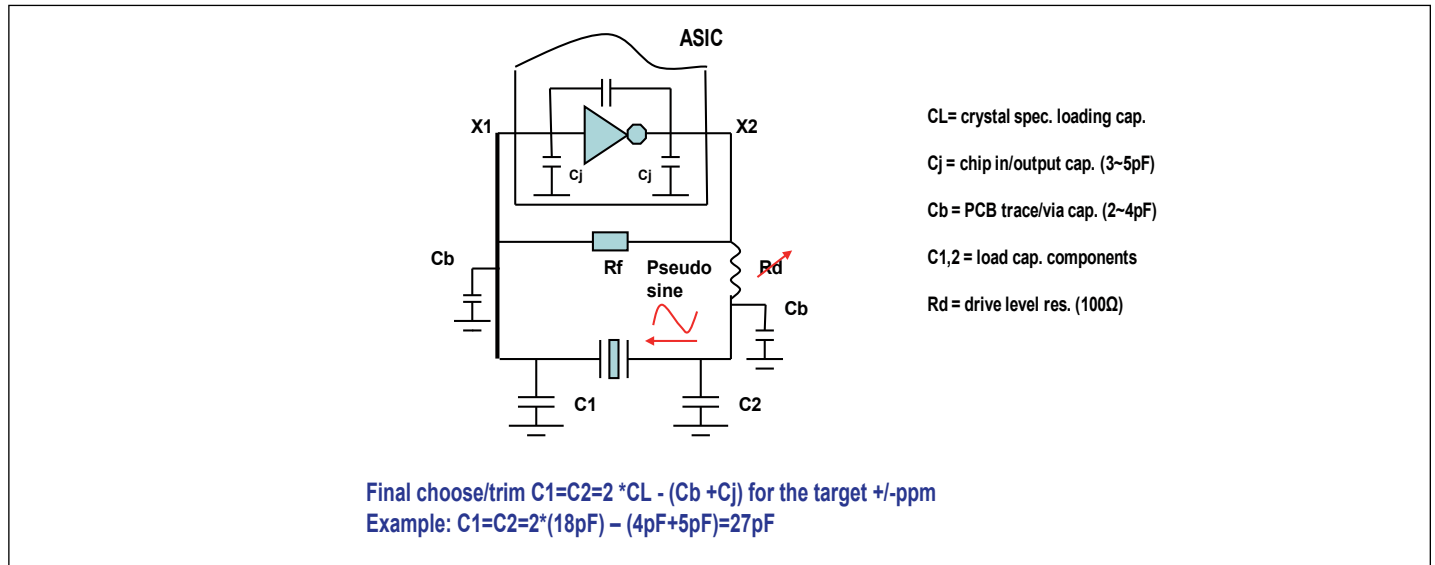 ASIC
X1
X2
Cj
Cj
CL= crystal spec. loading cap.
Cj = chip in/output cap. (3~5pF)
Cb = PCB trace/via cap. (2~4pF)
C1,2 = load cap. components
Rd = drive level res. (100Ω)
Cb
Rf
Pseudo
sine
Rd
Cb
C1
C2
Final choose/trim C1=C2=2 *CL - (Cb +Cj) for the target +/-ppm
Example: C1=C2=2*(18pF) – (4pF+5pF)=27pF